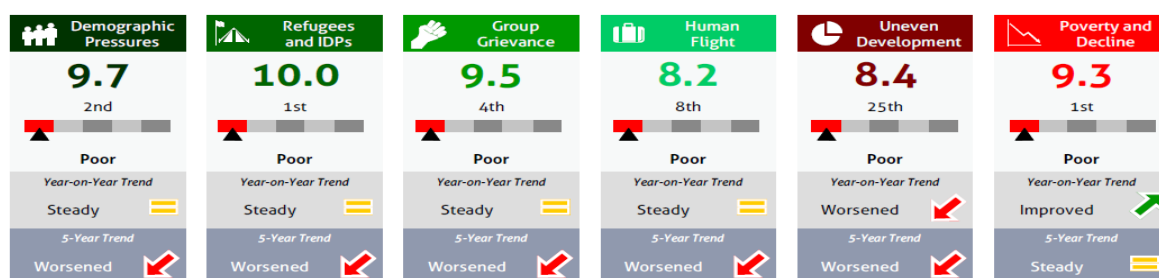 Demographic
Pressures
9.7
2nd
Poor
Year-on-Year Trend
Steady
5-Year Trend
Worsened
Refugees
and IDPs
10.0
1st
Poor
Year-on-Year Trend
Steady
5-Year Trend
Worsened
Group
Grievance
9.5
4th
Poor
Year-on-Year Trend
Steady
5-Year Trend
Worsened
Human
Flight
8.2
8th
Poor
Year-on-Year Trend
Steady
5-Year Trend
Worsened
Uneven
Development
8.4
25th
Poor
Year-on-Year Trend
Worsened
5-Year Trend
Worsened
Poverty and
Decline
9.3
1st
Poor
Year-on-Year Trend
Improved
5-Year Trend
Steady